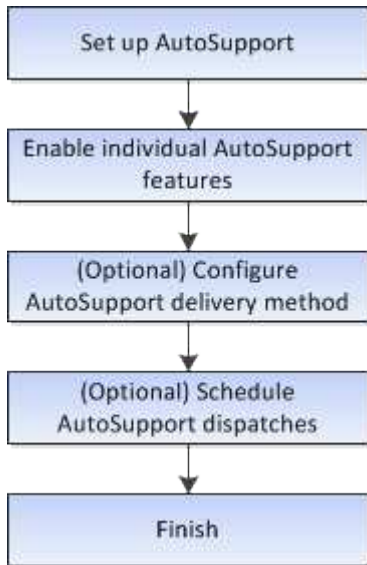 Set up AutoSupport
Enable individual AutoSupport
features
(Optional) Configure
AutoSupport delivery method
(Optional) Schedule
AutoSupport dispatches
Finish